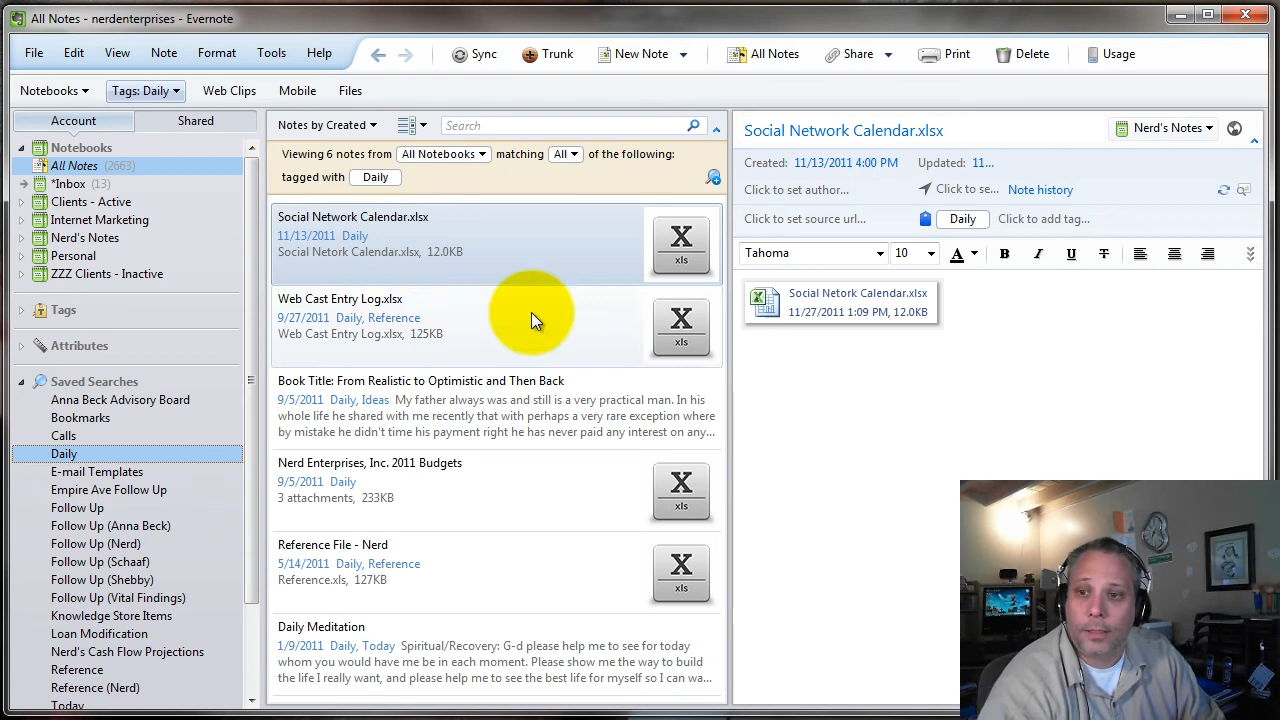 All Notes - nerdenterprises - Evernote
File Edit View Note Format Tools Help Sync Trunk New Note All Notes Share Print Delete Usage
Notebooks Tags: Daily Web Clips Mobile Files
Account Shared
Notebooks
All Notes (2663)
*Inbox (13)
Clients - Active
Internet Marketing
Nerd's Notes
Personal
ZZZ Clients - Inactive
Tags
Attributes
Saved Searches
Anna Beck Advisory Board
Bookmarks
Calls
Daily
E-mail Templates
Empire Ave Follow Up
Follow Up
Follow Up (Anna Beck)
Follow Up (Nerd)
Follow Up (Schaaf)
Follow Up (Shebby)
Follow Up (Vital Findings)
Knowledge Store Items
Loan Modification
Nerd's Cash Flow Projections
Reference
Reference (Nerd)
Today
Notes by Created Search
Viewing 6 notes from All Notebooks matching All of the following:
tagged with Daily
Social Network Calendar.xlsx
11/13/2011 Daily
Social Netork Calendar.xlsx, 12.0KB
X
xls
Web Cast Entry Log.xlsx
9/27/2011 Daily, Reference
Web Cast Entry Log.xlsx, 125KB
X
xls
Book Title: From Realistic to Optimistic and Then Back
9/5/2011 Daily, Ideas My father always was and still is a very practical man. In his
whole life he shared with me recently that with perhaps a very rare exception where
by mistake he didn't time his payment right he has never paid any interest on any...
Nerd Enterprises, Inc. 2011 Budgets
9/5/2011 Daily
3 attachments, 233KB
X
xls
Reference File - Nerd
5/14/2011 Daily, Reference
Reference.xls, 127KB
X
xls
Daily Meditation
1/9/2011 Daily, Today Spiritual/Recovery: G-d please help me to see for today
whom you would have me be in each moment. Please show me the way to build
the life I really want, and please help me to see the best life for myself so I can wa...
Social Network Calendar.xlsx Nerd's Notes
Created: 11/13/2011 4:00 PM Updated: 11...
Click to set author... Click to se... Note history
Click to set source url... Daily Click to add tag...
Tahoma 10 A B I U T
Social Netork Calendar.xlsx
11/27/2011 1:09 PM, 12.0KB